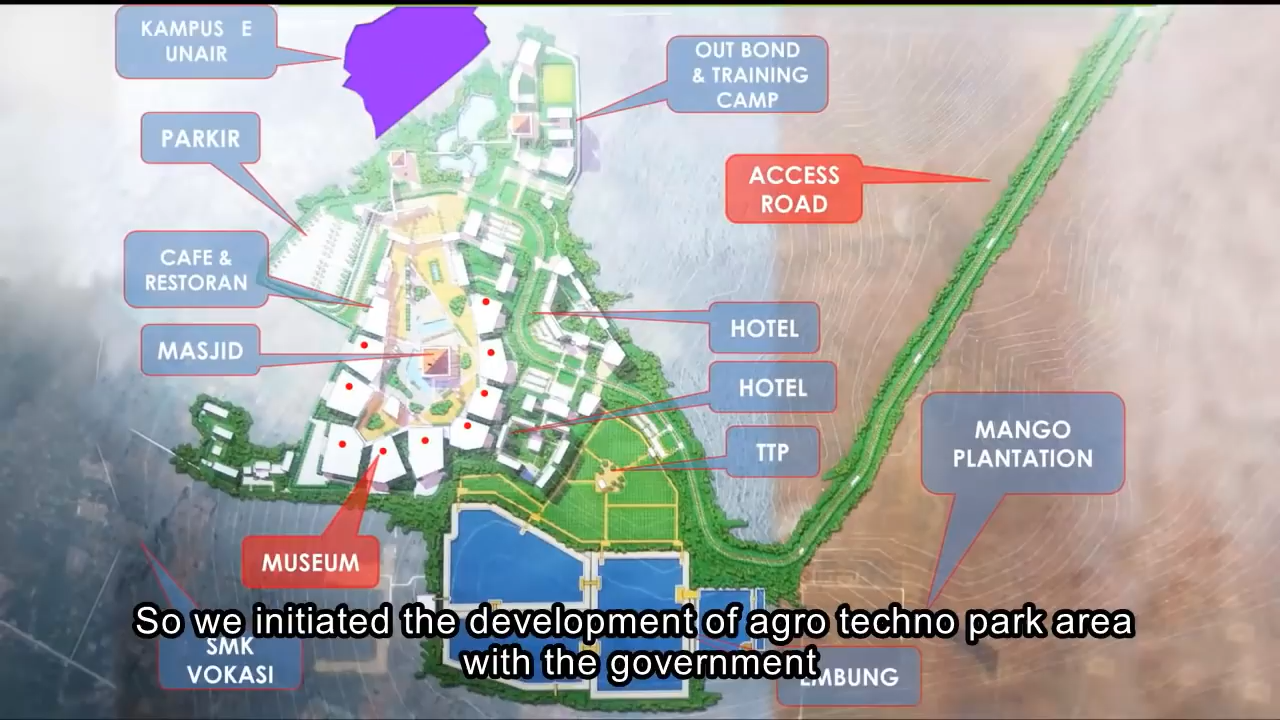 KAMPUS E
UNAIR
OUT BOND
& TRAINING
CAMP
PARKIR
ACCESS
ROAD
CAFE &
RESTORAN
MASJID
HOTEL
HOTEL
MANGO
PLANTATION
TTP
MUSEUM
So we initiated the development of agro techno park area
with the government
SMK
VOKASI
EMBUNG